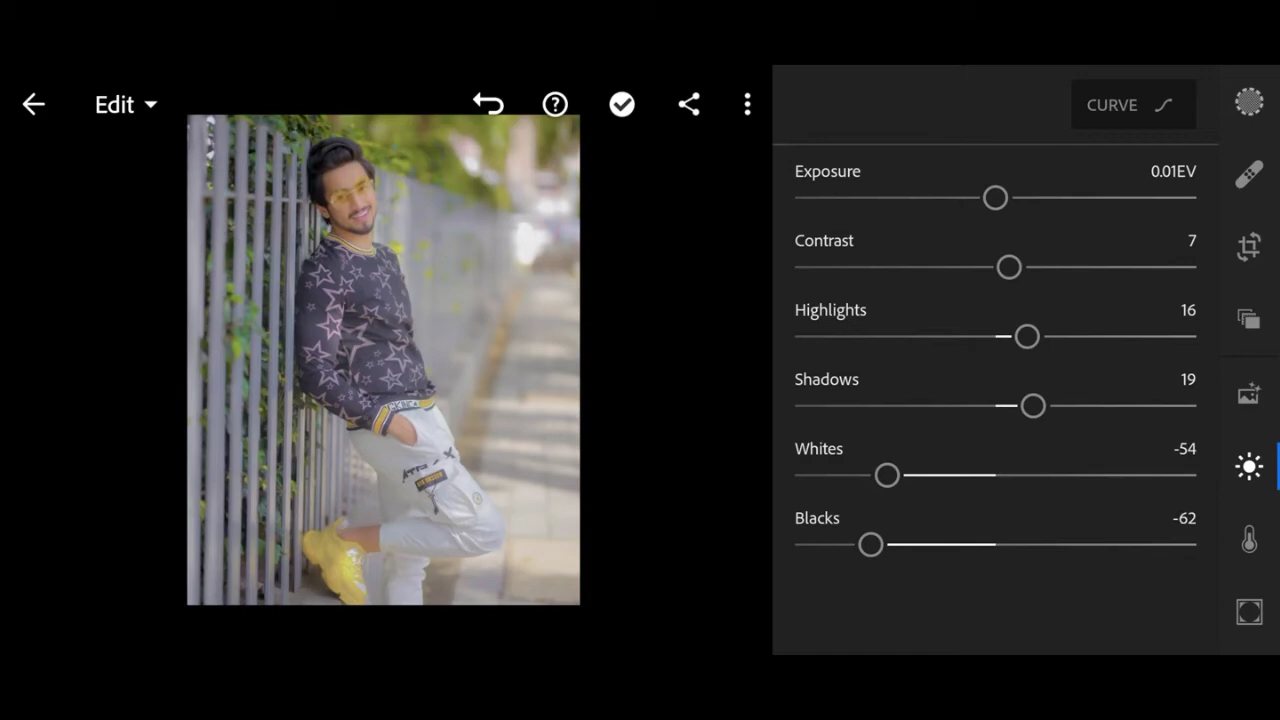 Edit
CURVE
Exposure 0.01EV
Contrast 7
Highlights 16
Shadows 19
Whites -54
Blacks -62